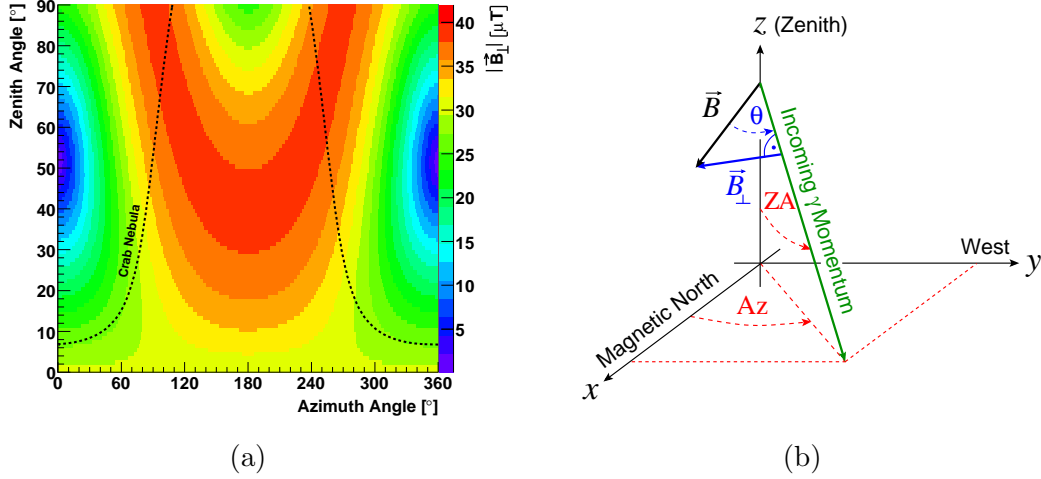 Zenith Angle [°]
90
80
70
60
50
40
30
20
10
0
0
60
120
180
240
300
360
Azimuth Angle [°]
Crab Nebula
40
35
30
25
20
15
10
5
|B⃗⊥| [μT]
(a)
z (Zenith)
B⃗
θ
B⃗⊥
ZA
Incoming γ Momentum
West
y
Magnetic North
Az
x
(b)